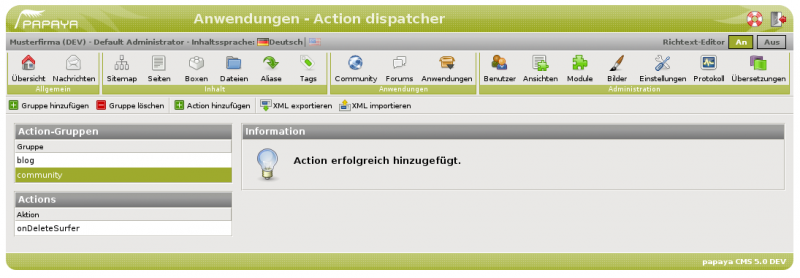 PAPAYA
Anwendungen - Action dispatcher
Musterfirma (DEV) - Default Administrator - Inhaltssprache: Deutsch
Richtext-Editor An Aus
Übersicht Nachrichten Sitemap Seiten Boxen Dateien Aliase Tags Community Forums Anwendungen Benutzer Ansichten Module Bilder Einstellungen Protokoll Übersetzungen
Allgemein Inhalt Anwendungen Administration
Gruppe hinzufügen Gruppe löschen Action hinzufügen XML exportieren XML importieren
Action-Gruppen
Gruppe
blog
community
Actions
Aktion
onDeleteSurfer
Information
Action erfolgreich hinzugefügt.
papaya CMS 5.0 DEV